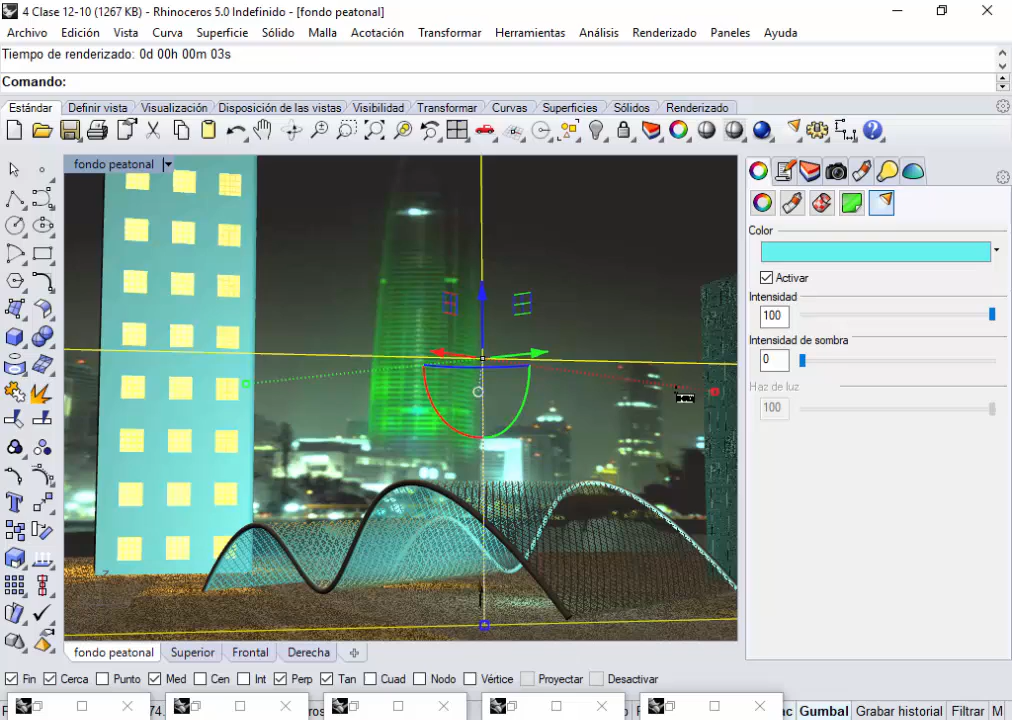 4 Clase 12-10 (1267 KB) - Rhinoceros 5.0 Indefinido - [fondo peatonal]
Archivo Edición Vista Curva Superficie Sólido Malla Acotación Transformar Herramientas Análisis Renderizado Paneles Ayuda
Tiempo de renderizado: 0d 00h 00m 03s
Comando:
Estándar Definir vista Visualización Disposición de las vistas Visibilidad Transformar Curvas Superficies Sólidos Renderizado
fondo peatonal
Color
Activar
Intensidad
100
Intensidad de sombra
0
Haz de luz
100
fondo peatonal Superior Frontal Derecha
Fin Cerca Punto Med Cen Int Perp Tan Cuad Nodo Vértice Proyectar Desactivar
74. Gumbal Grabar historial Filtrar M